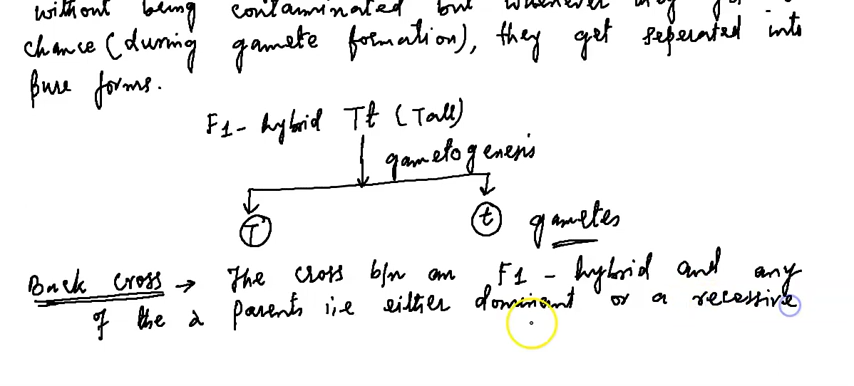 without being contaminated but whenever they get
chance (during gamete formation), they get seperated into
pure forms.
F1 - hybrid Tt (Tall)
gametogenesis
T t gametes
Back cross → The cross b/n an F1 - hybrid and any
of the 2 parents i;e either dominant or a recessive